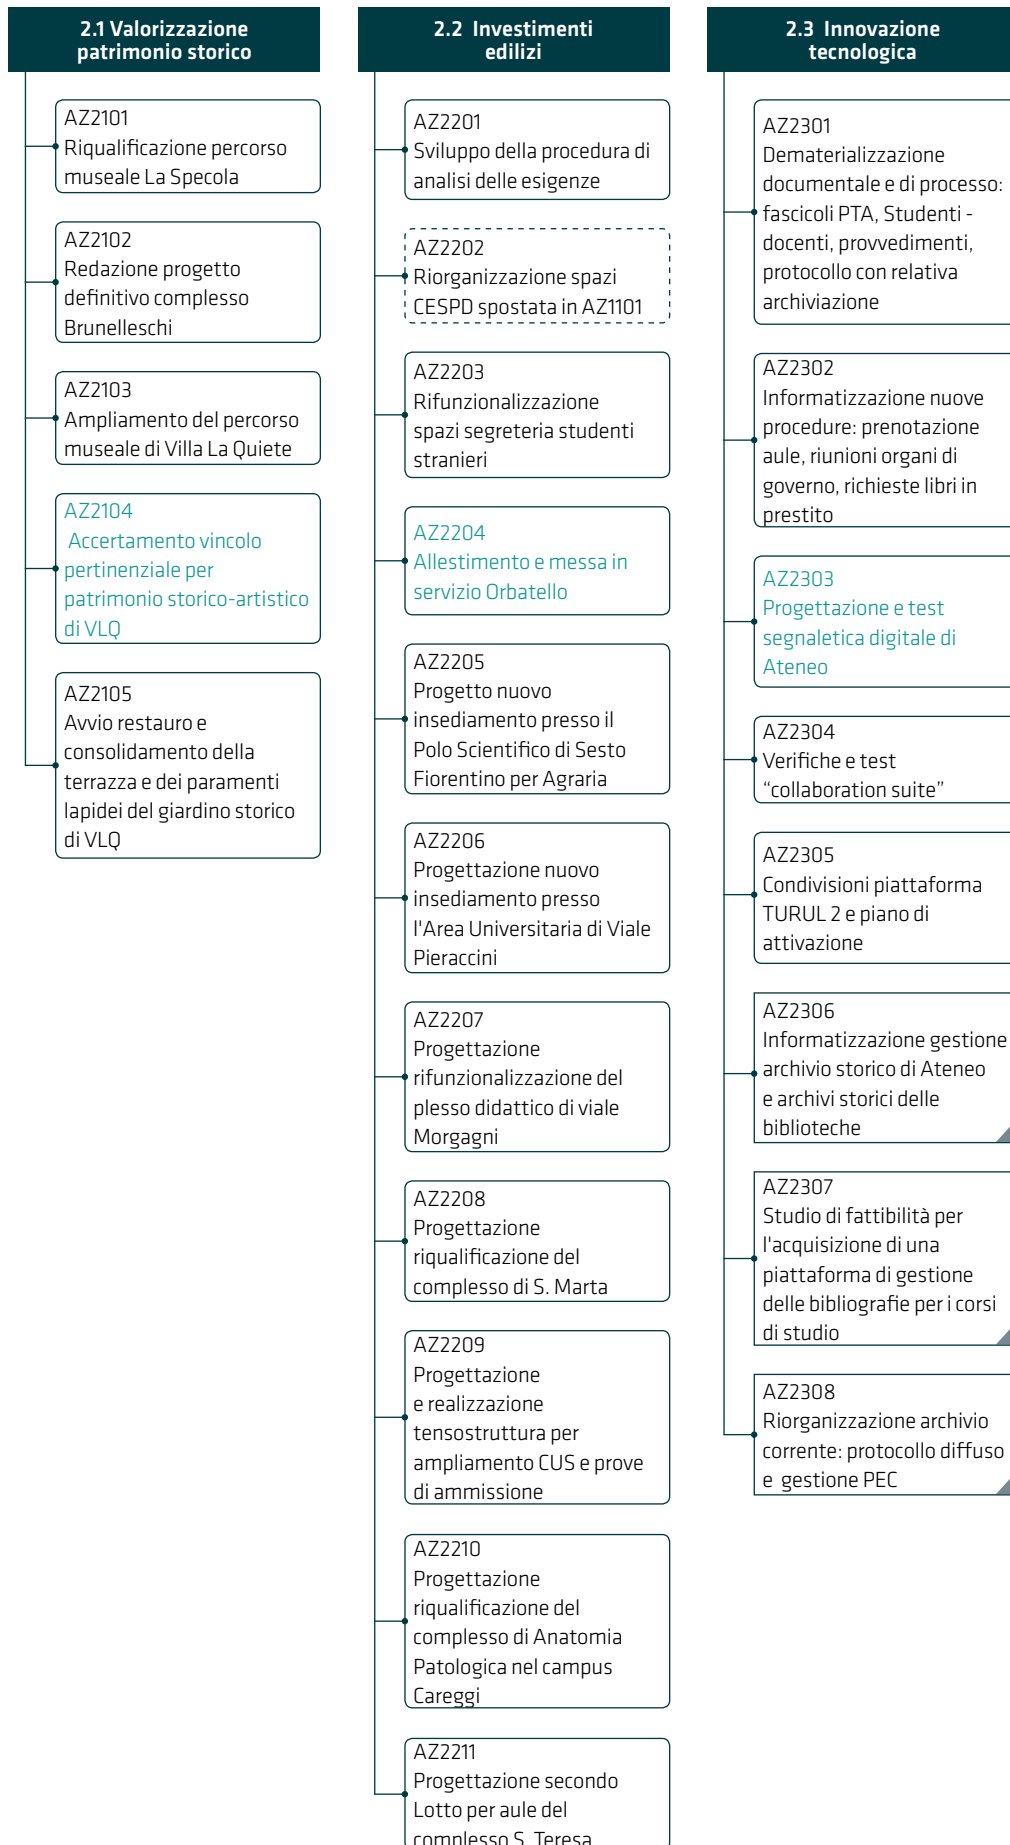 2.1 Valorizzazione
patrimonio storico
AZ2101
Riqualificazione percorso
museale La Specola
AZ2102
Redazione progetto
definitivo complesso
Brunelleschi
AZ2103
Ampliamento del percorso
museale di Villa La Quiete
AZ2104
Accertamento vincolo
pertinenziale per
patrimonio storico-artistico
di VLQ
AZ2105
Avvio restauro e
consolidamento della
terrazza e dei paramenti
lapidei del giardino storico
di VLQ
2.2 Investimenti
edilizi
AZ2201
Sviluppo della procedura di
analisi delle esigenze
AZ2202
Riorganizzazione spazi
CESPD spostata in AZ1101
AZ2203
Rifunzionalizzazione
spazi segreteria studenti
stranieri
AZ2204
Allestimento e messa in
servizio Orbatello
AZ2205
Progetto nuovo
insediamento presso il
Polo Scientifico di Sesto
Fiorentino per Agraria
AZ2206
Progettazione nuovo
insediamento presso
l'Area Universitaria di Viale
Pieraccini
AZ2207
Progettazione
rifunzionalizzazione del
plesso didattico di viale
Morgagni
AZ2208
Progettazione
riqualificazione del
complesso di S. Marta
AZ2209
Progettazione
e realizzazione
tensostruttura per
ampliamento CUS e prove
di ammissione
AZ2210
Progettazione
riqualificazione del
complesso di Anatomia
Patologica nel campus
Careggi
AZ2211
Progettazione secondo
Lotto per aule del
complesso S. Teresa
2.3 Innovazione
tecnologica
AZ2301
Dematerializzazione
documentale e di processo:
fascicoli PTA, Studenti -
docenti, provvedimenti,
protocollo con relativa
archiviazione
AZ2302
Informatizzazione nuove
procedure: prenotazione
aule, riunioni organi di
governo, richieste libri in
prestito
AZ2303
Progettazione e test
segnaletica digitale di
Ateneo
AZ2304
Verifiche e test
“collaboration suite”
AZ2305
Condivisioni piattaforma
TURUL 2 e piano di
attivazione
AZ2306
Informatizzazione gestione
archivio storico di Ateneo
e archivi storici delle
biblioteche
AZ2307
Studio di fattibilità per
l'acquisizione di una
piattaforma di gestione
delle bibliografie per i corsi
di studio
AZ2308
Riorganizzazione archivio
corrente: protocollo diffuso
e gestione PEC